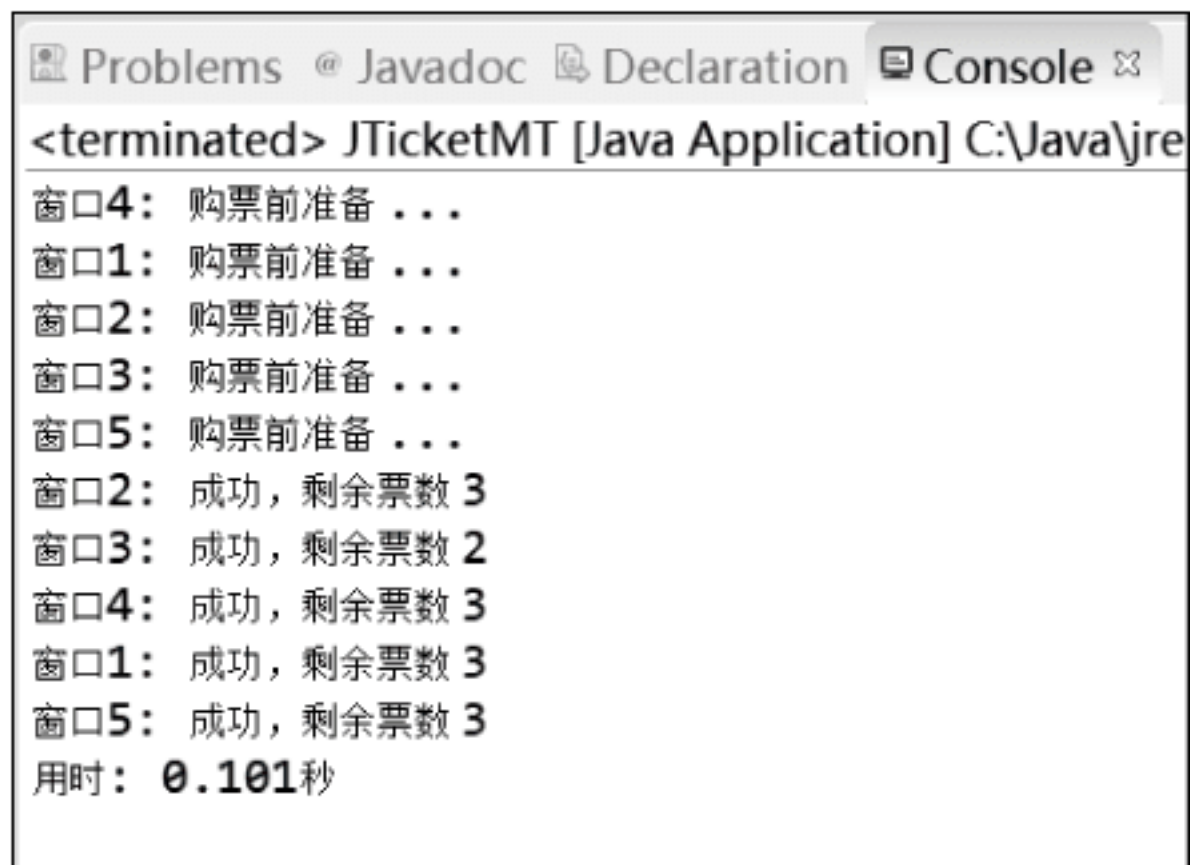 Problems @ Javadoc Declaration Console
<terminated> JTicketMT [Java Application] C:\Java\jre
窗口4： 购票前准备 ...
窗口1： 购票前准备 ...
窗口2： 购票前准备 ...
窗口3： 购票前准备 ...
窗口5： 购票前准备 ...
窗口2： 成功，剩余票数 3
窗口3： 成功，剩余票数 2
窗口4： 成功，剩余票数 3
窗口1： 成功，剩余票数 3
窗口5： 成功，剩余票数 3
用时： 0.101秒